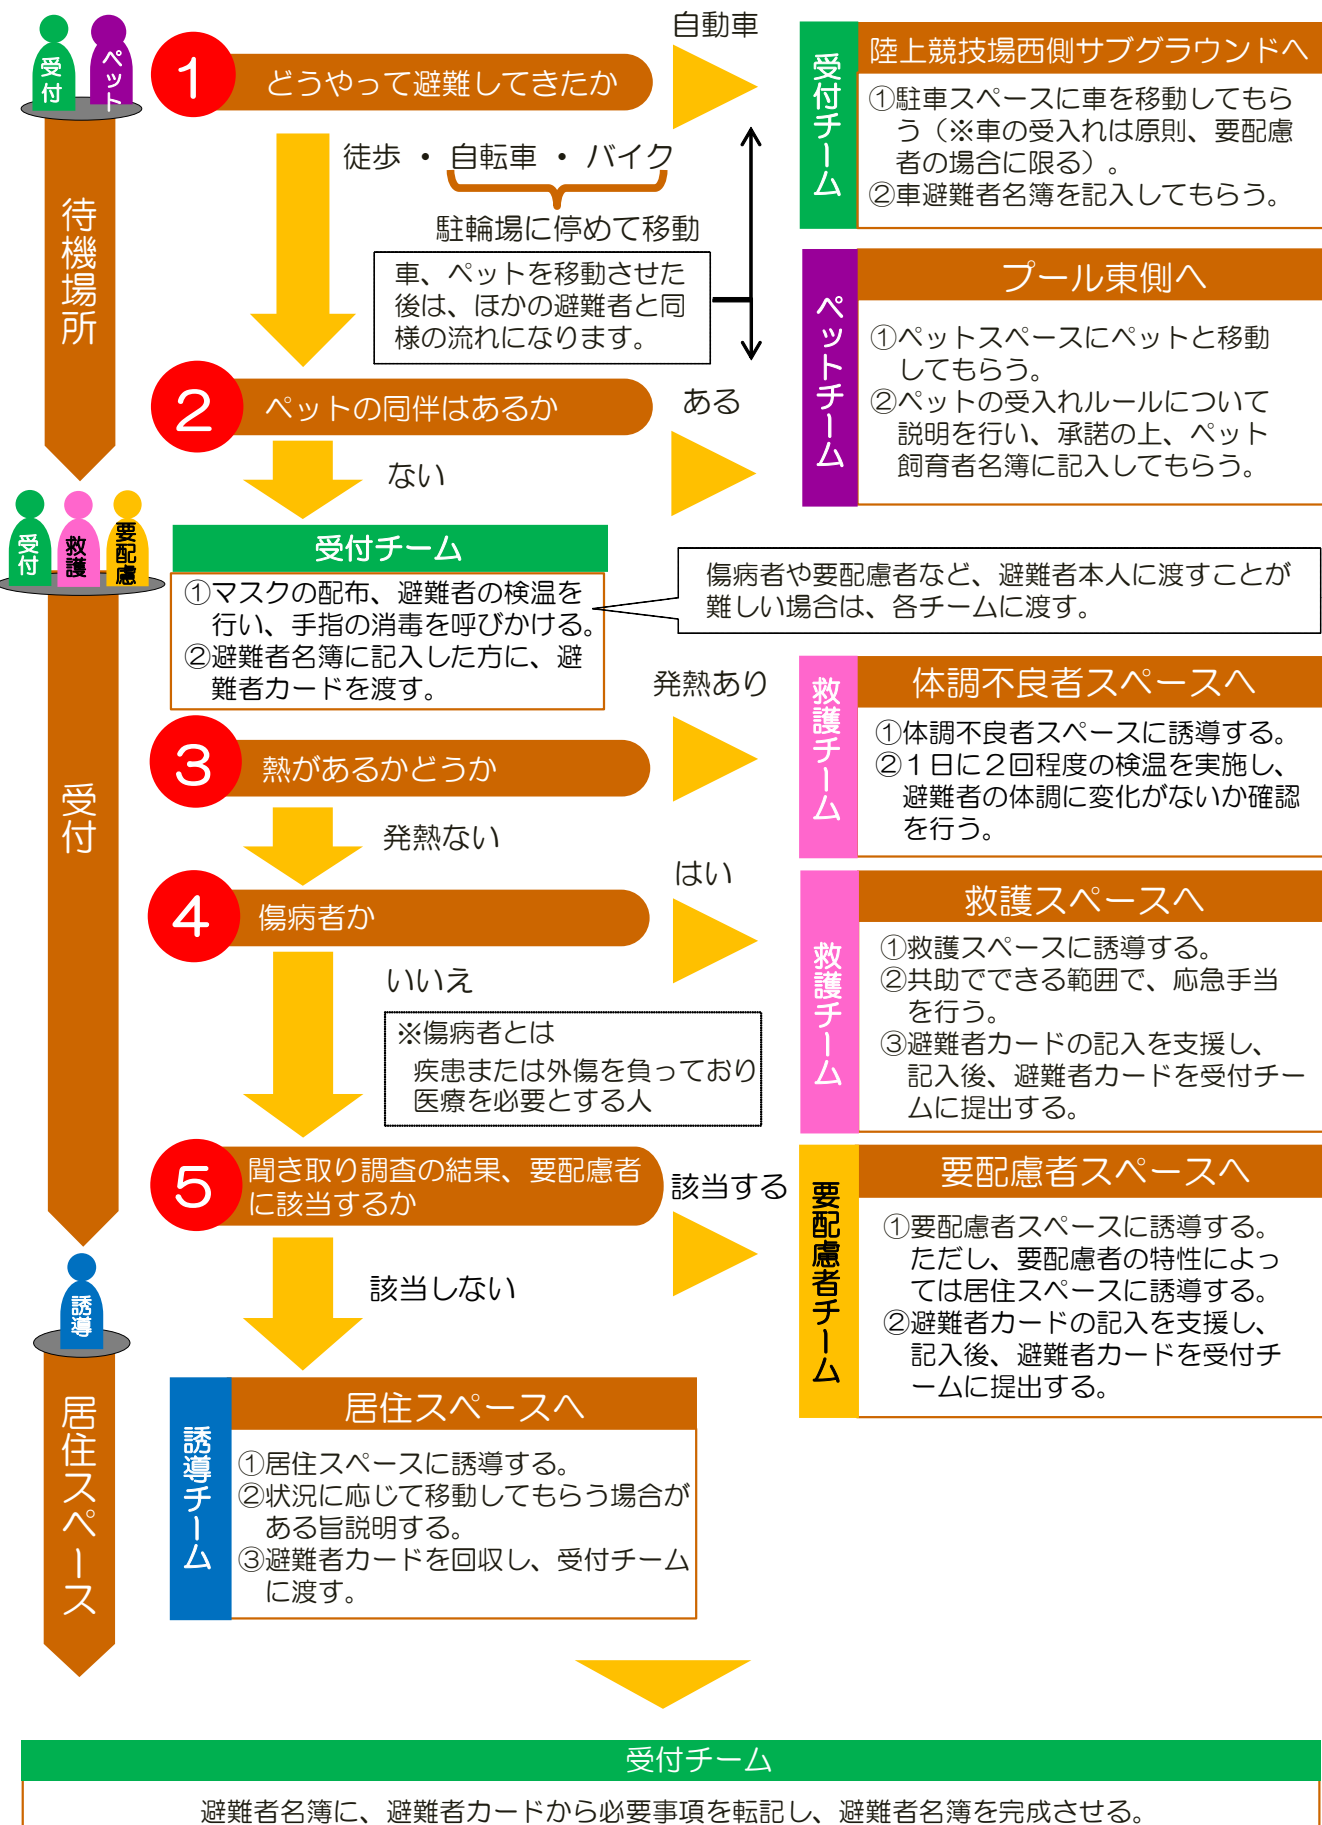 受付
ペット
待機場所
1
どうやって避難してきたか
自動車
徒歩 ・ 自転車 ・ バイク
駐輪場に停めて移動
車、ペットを移動させた
後は、ほかの避難者と同
様の流れになります。
受付チーム
陸上競技場西側サブグラウンドへ
①駐車スペースに車を移動してもら
う（※車の受入れは原則、要配慮
者の場合に限る）。
②車避難者名簿を記入してもらう。
2
ペットの同伴はあるか
ある
ない
ペットチーム
プール東側へ
①ペットスペースにペットと移動
してもらう。
②ペットの受入れルールについて
説明を行い、承諾の上、ペット
飼育者名簿に記入してもらう。
受付
救護
要配慮
受付
受付チーム
①マスクの配布、避難者の検温を
行い、手指の消毒を呼びかける。
②避難者名簿に記入した方に、避
難者カードを渡す。
傷病者や要配慮者など、避難者本人に渡すことが
難しい場合は、各チームに渡す。
3
熱があるかどうか
発熱あり
発熱ない
救護チーム
体調不良者スペースへ
①体調不良者スペースに誘導する。
②１日に２回程度の検温を実施し、
避難者の体調に変化がないか確認
を行う。
4
傷病者か
はい
いいえ
※傷病者とは
疾患または外傷を負っており
医療を必要とする人
救護チーム
救護スペースへ
①救護スペースに誘導する。
②共助でできる範囲で、応急手当
を行う。
③避難者カードの記入を支援し、
記入後、避難者カードを受付チー
ムに提出する。
5
聞き取り調査の結果、要配慮者
に該当するか
該当する
該当しない
要配慮者チーム
要配慮者スペースへ
①要配慮者スペースに誘導する。
ただし、要配慮者の特性によっ
ては居住スペースに誘導する。
②避難者カードの記入を支援し、
記入後、避難者カードを受付チ
ームに提出する。
誘導
居住スペース
誘導チーム
居住スペースへ
①居住スペースに誘導する。
②状況に応じて移動してもらう場合が
ある旨説明する。
③避難者カードを回収し、受付チーム
に渡す。
受付チーム
避難者名簿に、避難者カードから必要事項を転記し、避難者名簿を完成させる。